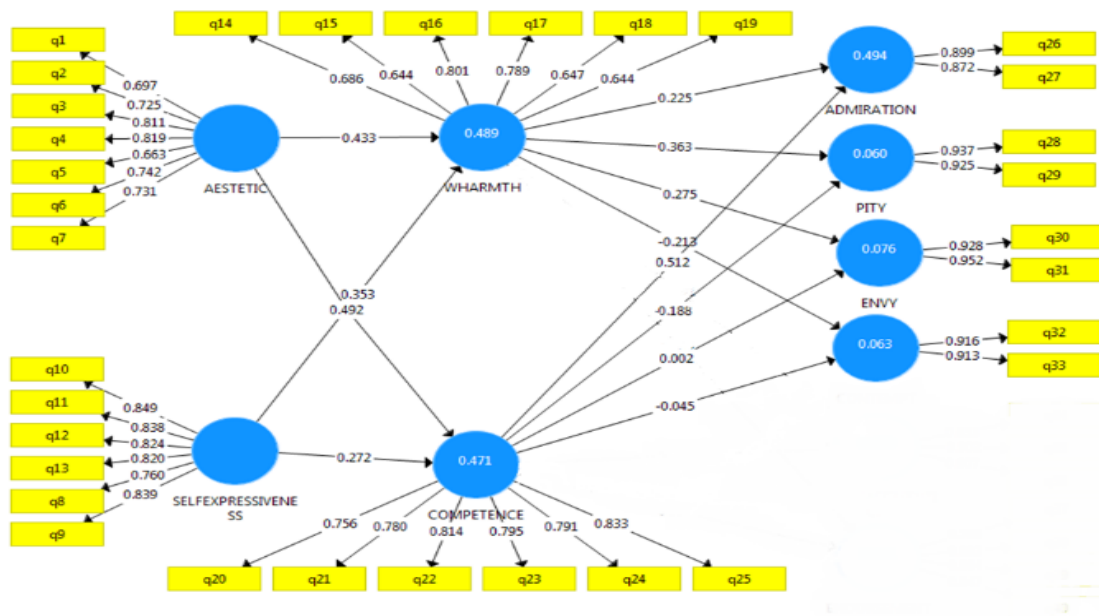 q14
q15
q16
q17
q18
q19
q1
q2
q3
q4
q5
q6
q7
0.697
0.725
0.811
0.819
0.663
0.742
0.731
AESTETIC
0.686
0.644
0.801
0.789
0.647
0.644
0.433
0.489
WHARMTH
0.225
0.363
0.275
-0.213
0.512
0.494
ADMIRATION
0.899
0.872
q26
q27
0.060
PITY
0.937
0.925
q28
q29
0.076
ENVY
0.928
0.952
q30
q31
0.063
0.916
0.913
q32
q33
0.353
0.492
-0.188
0.002
-0.045
q10
q11
q12
q13
q8
q9
0.849
0.838
0.824
0.820
0.760
0.839
SELFEXPRESSIVENE
SS
0.272
0.471
COMPETENCE
0.756
0.780
0.814
0.795
0.791
0.833
q20
q21
q22
q23
q24
q25